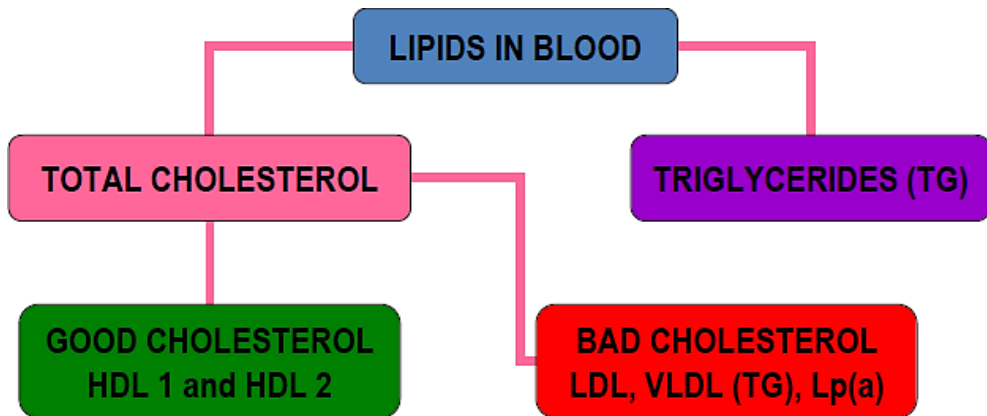 LIPIDS IN BLOOD
TOTAL CHOLESTEROL
TRIGLYCERIDES (TG)
GOOD CHOLESTEROL
HDL 1 and HDL 2
BAD CHOLESTEROL
LDL, VLDL (TG), Lp(a)